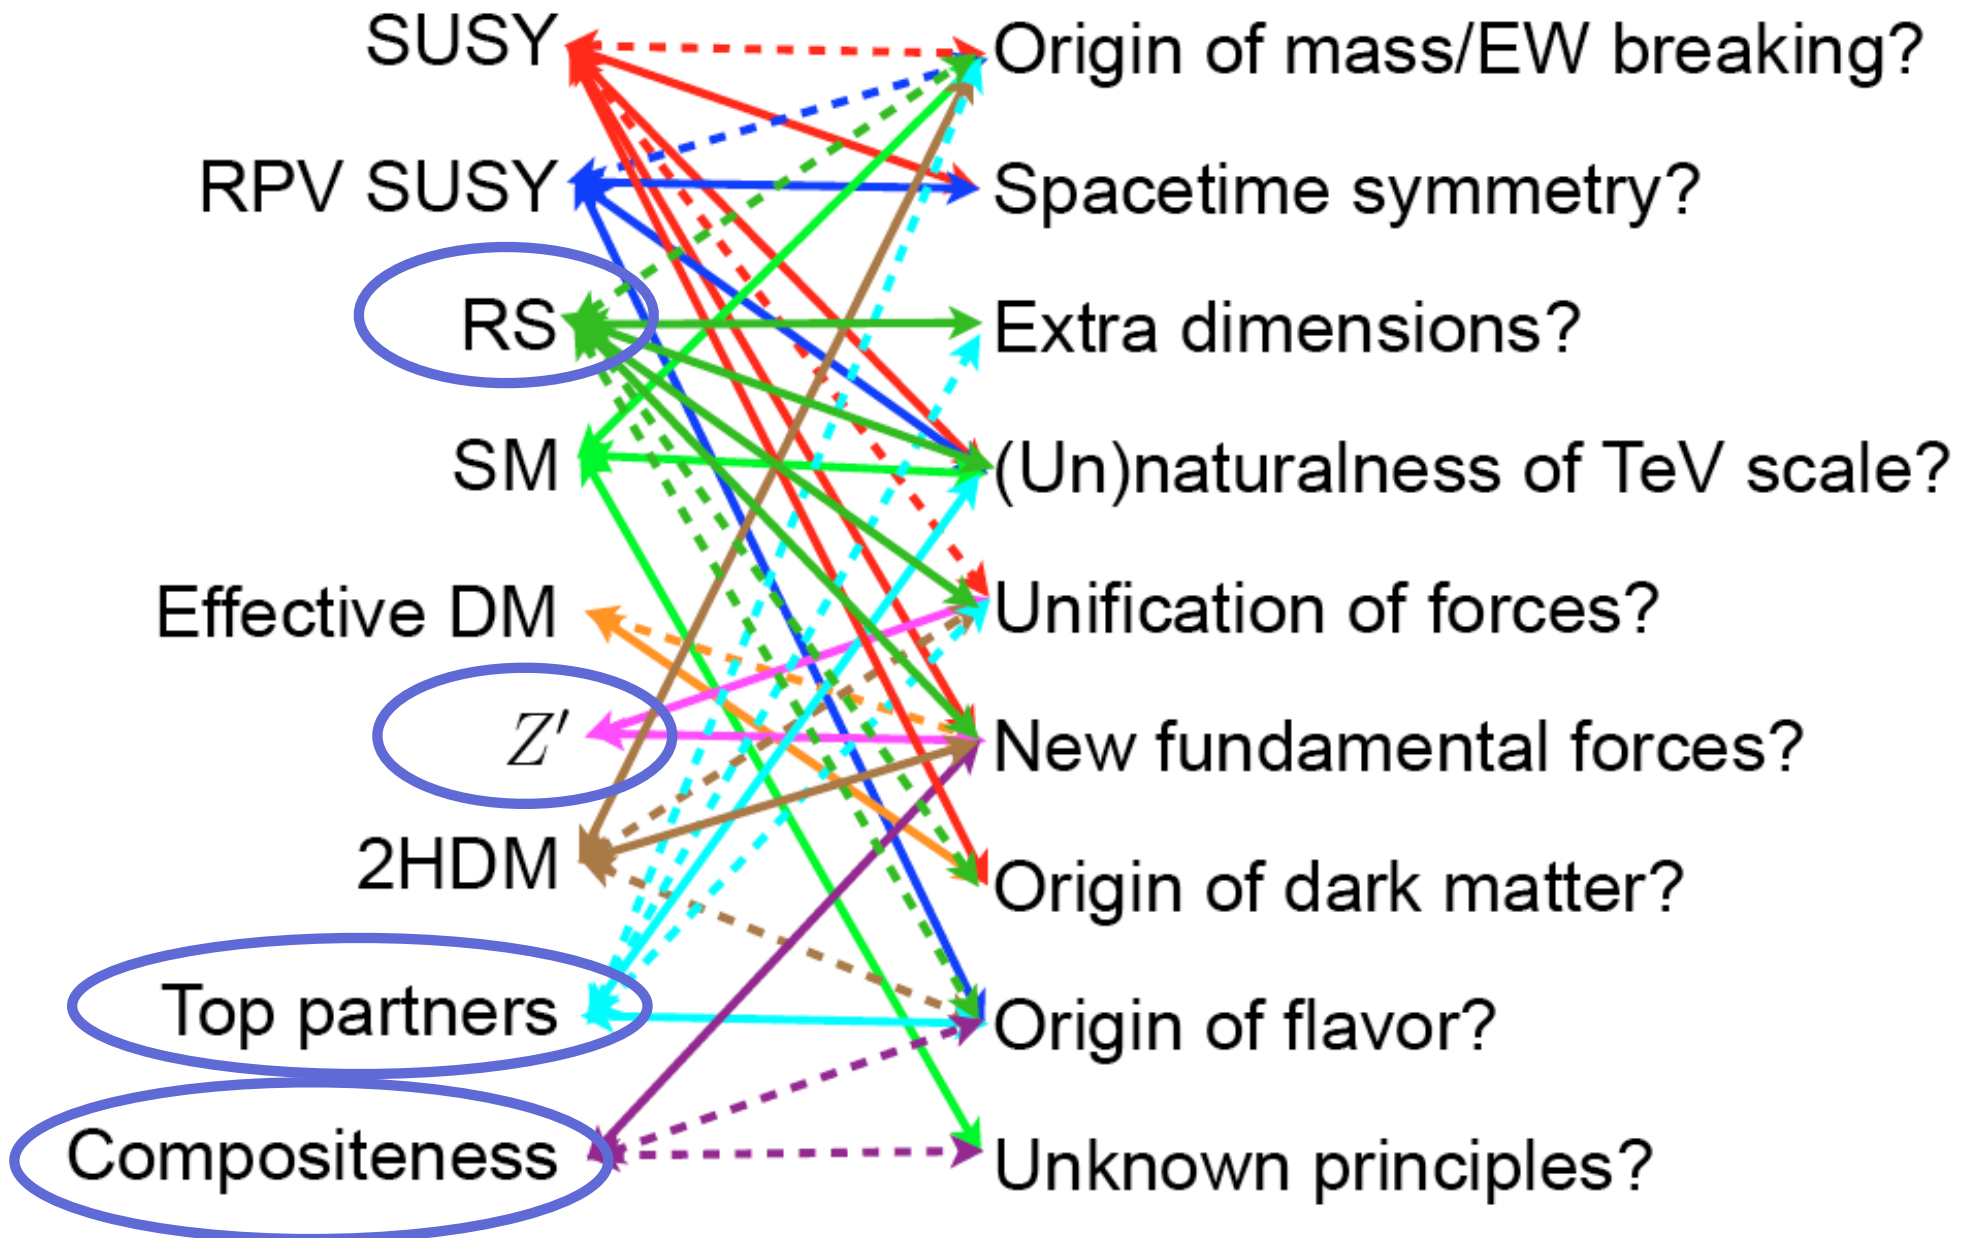 SUSY
RPV SUSY
RS
SM
Effective DM
Z′
2HDM
Top partners
Compositeness
Origin of mass/EW breaking?
Spacetime symmetry?
Extra dimensions?
(Un)naturalness of TeV scale?
Unification of forces?
New fundamental forces?
Origin of dark matter?
Origin of flavor?
Unknown principles?